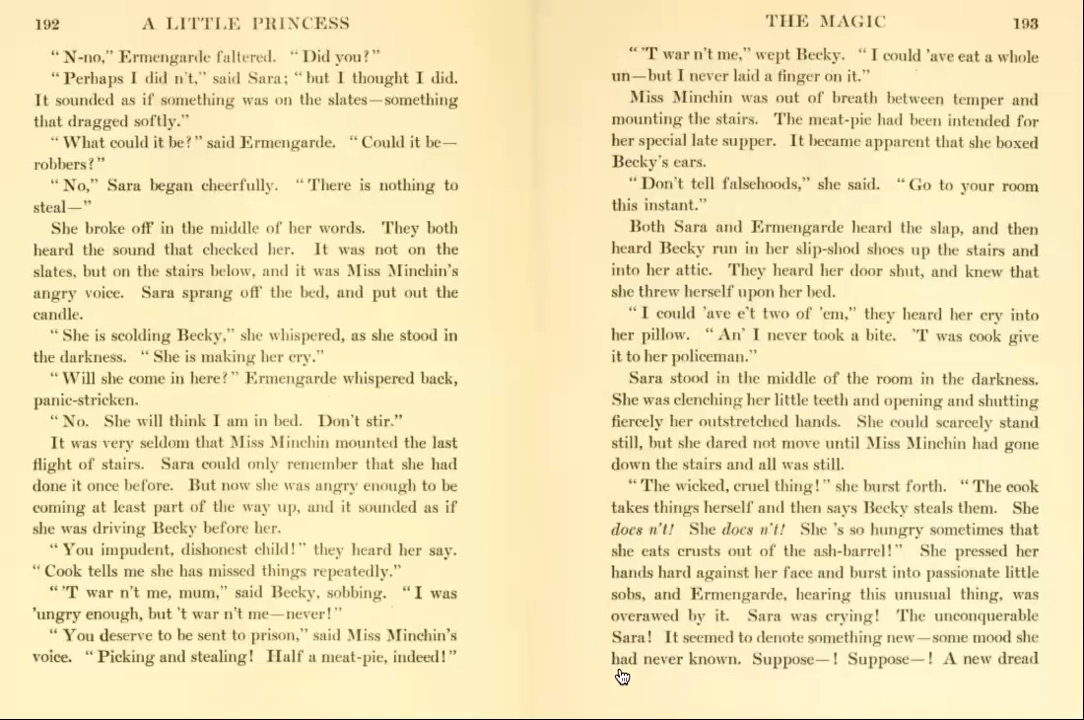 192 A LITTLE PRINCESS
“ N-no,” Ermengarde faltered. “ Did you? ”
“ Perhaps I did n't,” said Sara; “ but I thought I did.
It sounded as if something was on the slates—something
that dragged softly.”
“ What could it be? ” said Ermengarde. “ Could it be—
robbers? ”
“ No,” Sara began cheerfully. “ There is nothing to
steal—”
She broke off in the middle of her words. They both
heard the sound that checked her. It was not on the
slates, but on the stairs below, and it was Miss Minchin's
angry voice. Sara sprang off the bed, and put out the
candle.
“ She is scolding Becky,” she whispered, as she stood in
the darkness. “ She is making her cry.”
“ Will she come in here? ” Ermengarde whispered back,
panic-stricken.
“ No. She will think I am in bed. Don't stir.”
It was very seldom that Miss Minchin mounted the last
flight of stairs. Sara could only remember that she had
done it once before. But now she was angry enough to be
coming at least part of the way up, and it sounded as if
she was driving Becky before her.
“ You impudent, dishonest child! ” they heard her say.
“ Cook tells me she has missed things repeatedly.”
“ 'T war n't me, mum,” said Becky, sobbing. “ I was
'ungry enough, but 't war n't me—never! ”
“ You deserve to be sent to prison,” said Miss Minchin's
voice. “ Picking and stealing! Half a meat-pie, indeed! ”
THE MAGIC 193
“ 'T war n't me,” wept Becky. “ I could 'ave eat a whole
un—but I never laid a finger on it.”
Miss Minchin was out of breath between temper and
mounting the stairs. The meat-pie had been intended for
her special late supper. It became apparent that she boxed
Becky's ears.
“ Don't tell falsehoods,” she said. “ Go to your room
this instant.”
Both Sara and Ermengarde heard the slap, and then
heard Becky run in her slip-shod shoes up the stairs and
into her attic. They heard her door shut, and knew that
she threw herself upon her bed.
“ I could 'ave e't two of 'em,” they heard her cry into
her pillow. “ An' I never took a bite. 'T was cook give
it to her policeman.”
Sara stood in the middle of the room in the darkness.
She was clenching her little teeth and opening and shutting
fiercely her outstretched hands. She could scarcely stand
still, but she dared not move until Miss Minchin had gone
down the stairs and all was still.
“ The wicked, cruel thing! ” she burst forth. “ The cook
takes things herself and then says Becky steals them. She
does n't! She does n't! She 's so hungry sometimes that
she eats crusts out of the ash-barrel! ” She pressed her
hands hard against her face and burst into passionate little
sobs, and Ermengarde, hearing this unusual thing, was
overawed by it. Sara was crying! The unconquerable
Sara! It seemed to denote something new—some mood she
had never known. Suppose—! Suppose—! A new dread